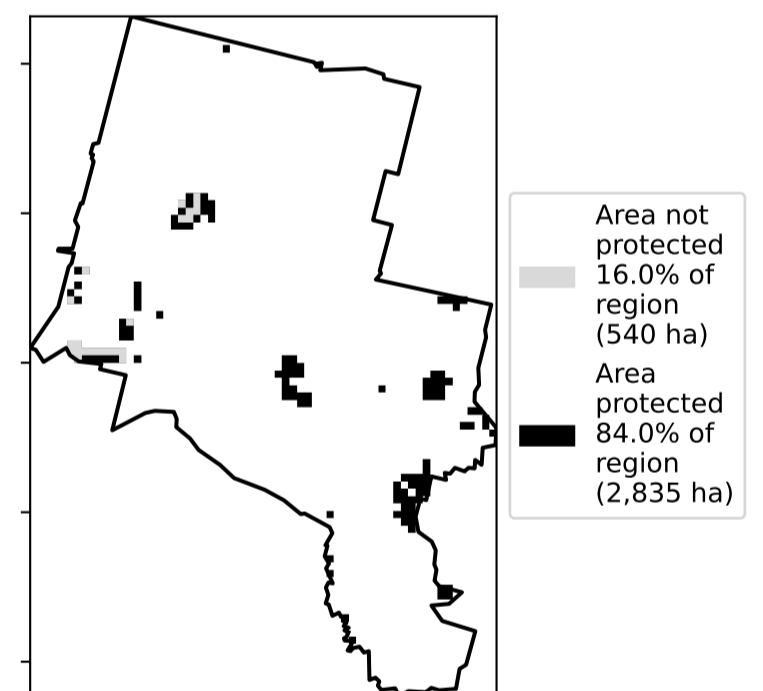 Area not
protected
16.0% of
region
(540 ha)
Area
protected
84.0% of
region
(2,835 ha)